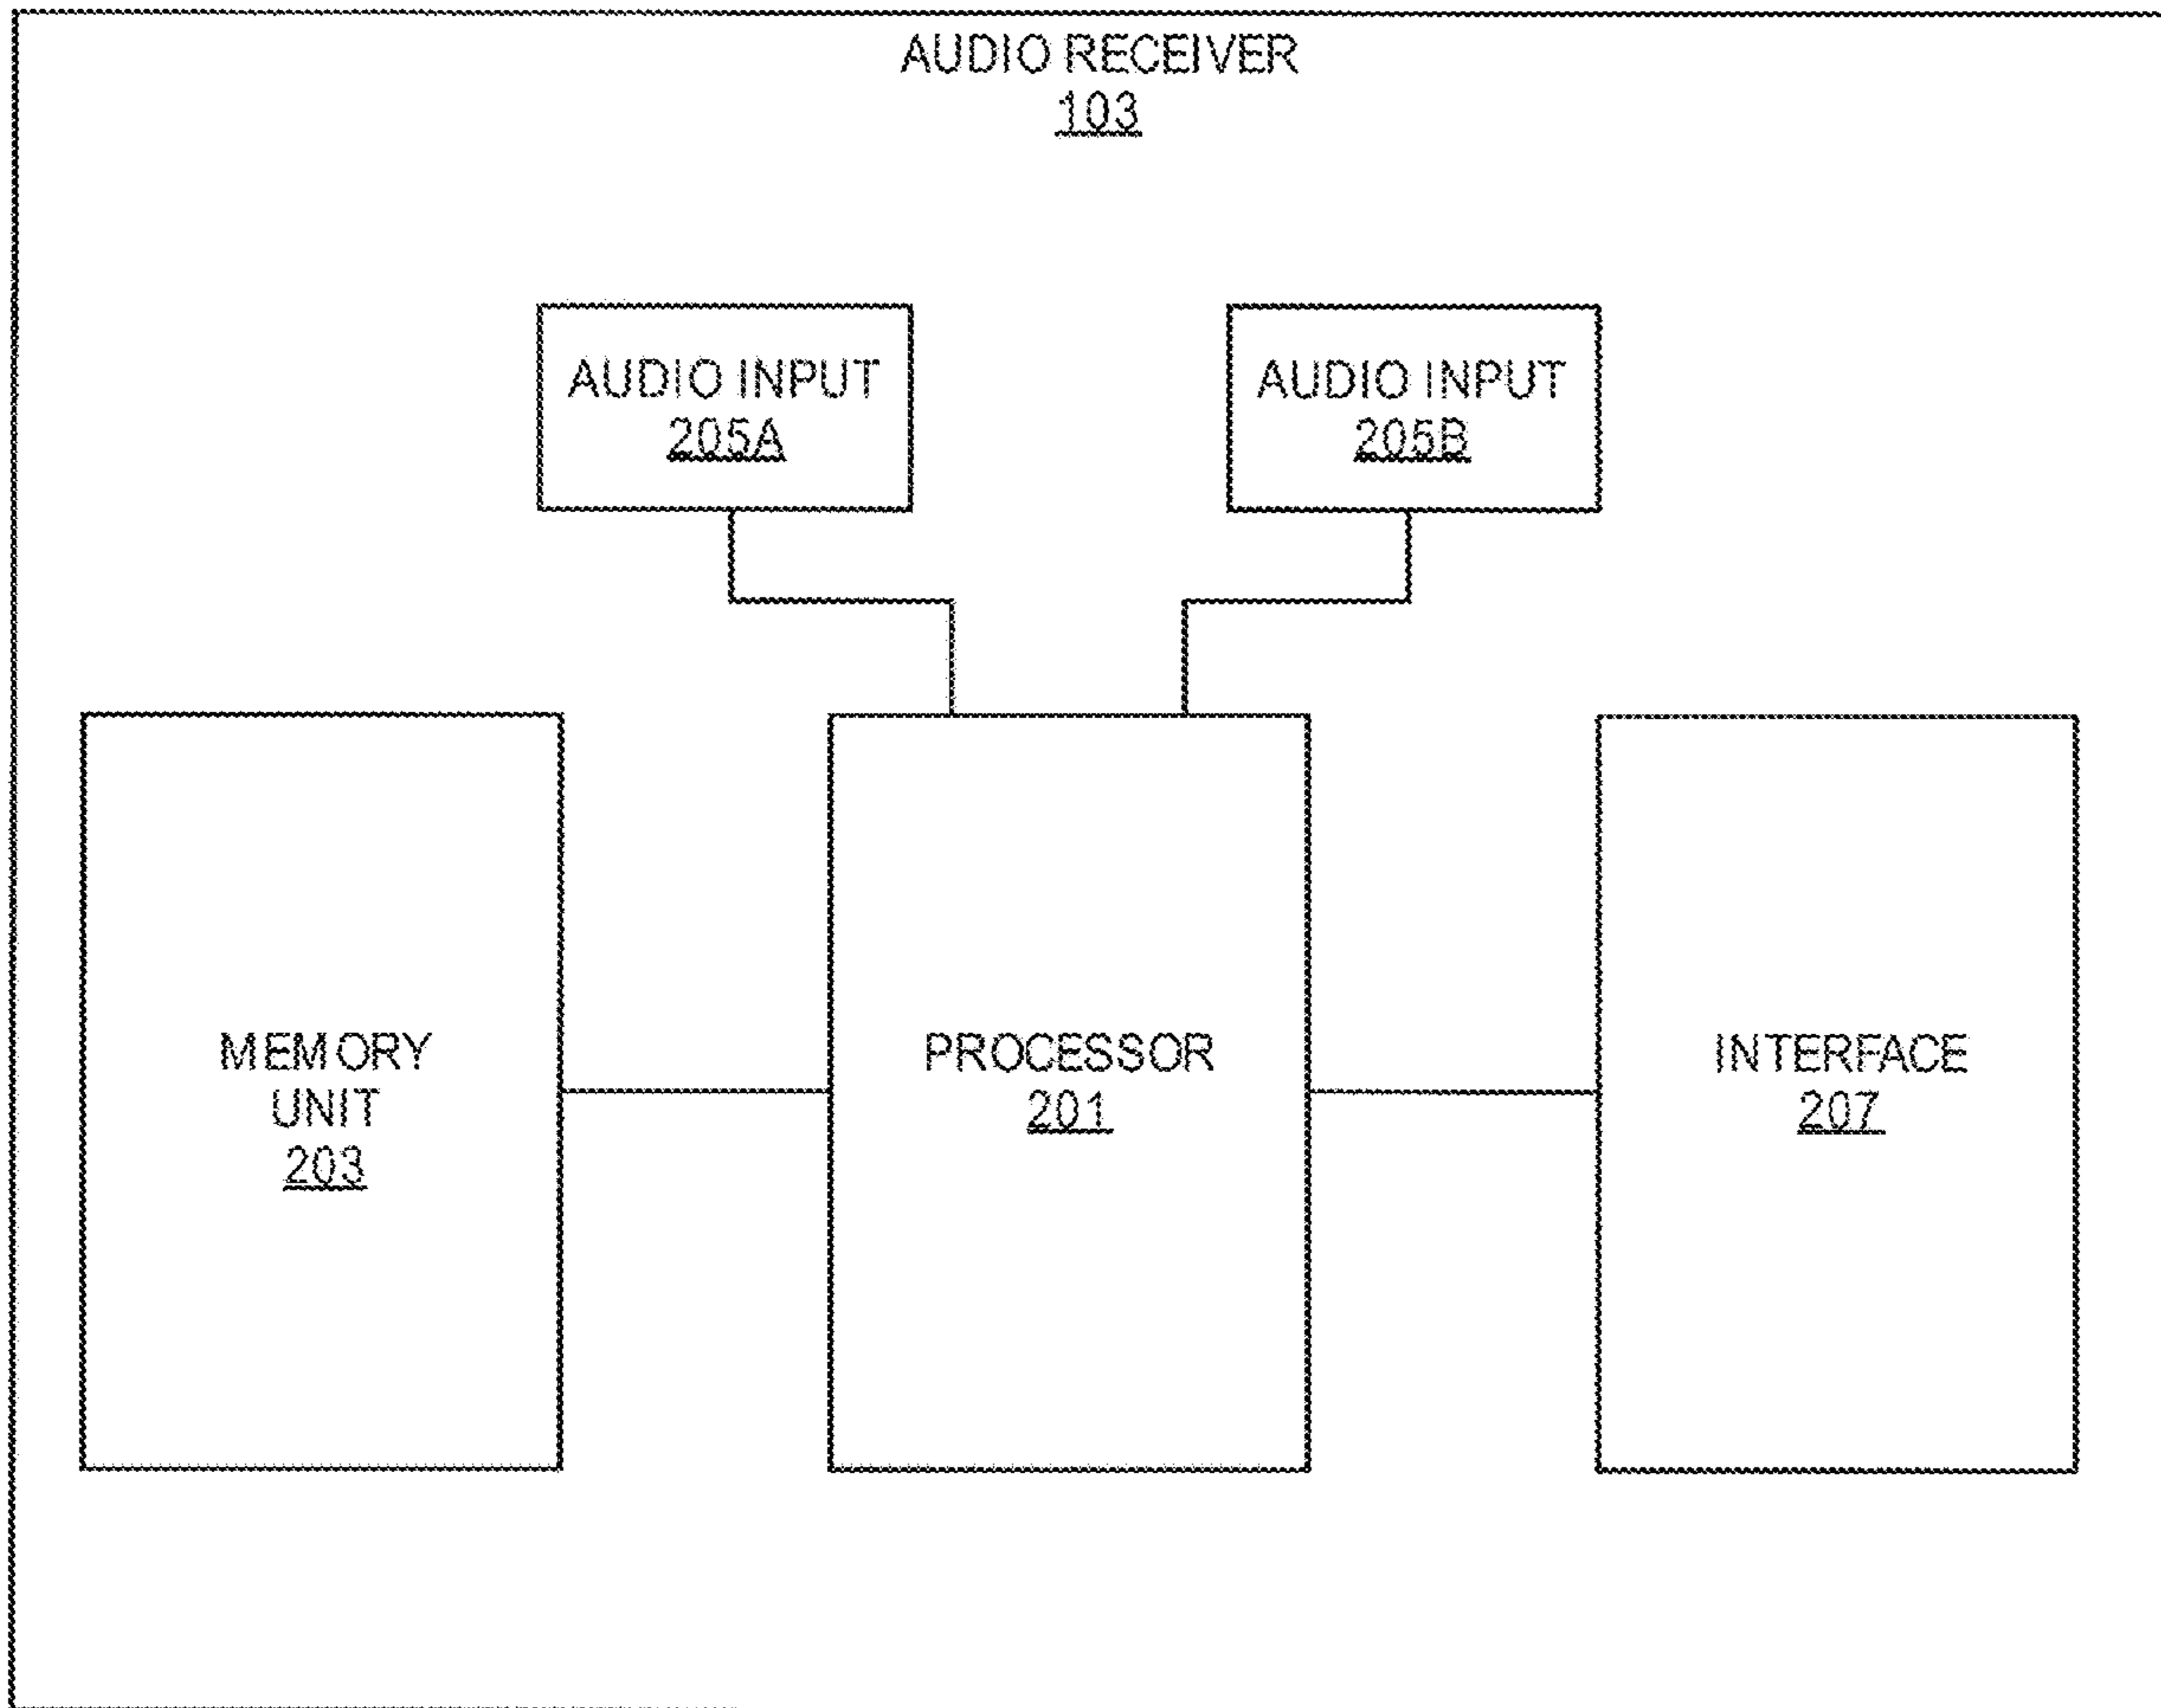 AUDIO RECEIVER
103
AUDIO INPUT
205A
AUDIO INPUT
205B
MEMORY
UNIT
203
PROCESSOR
201
INTERFACE
207